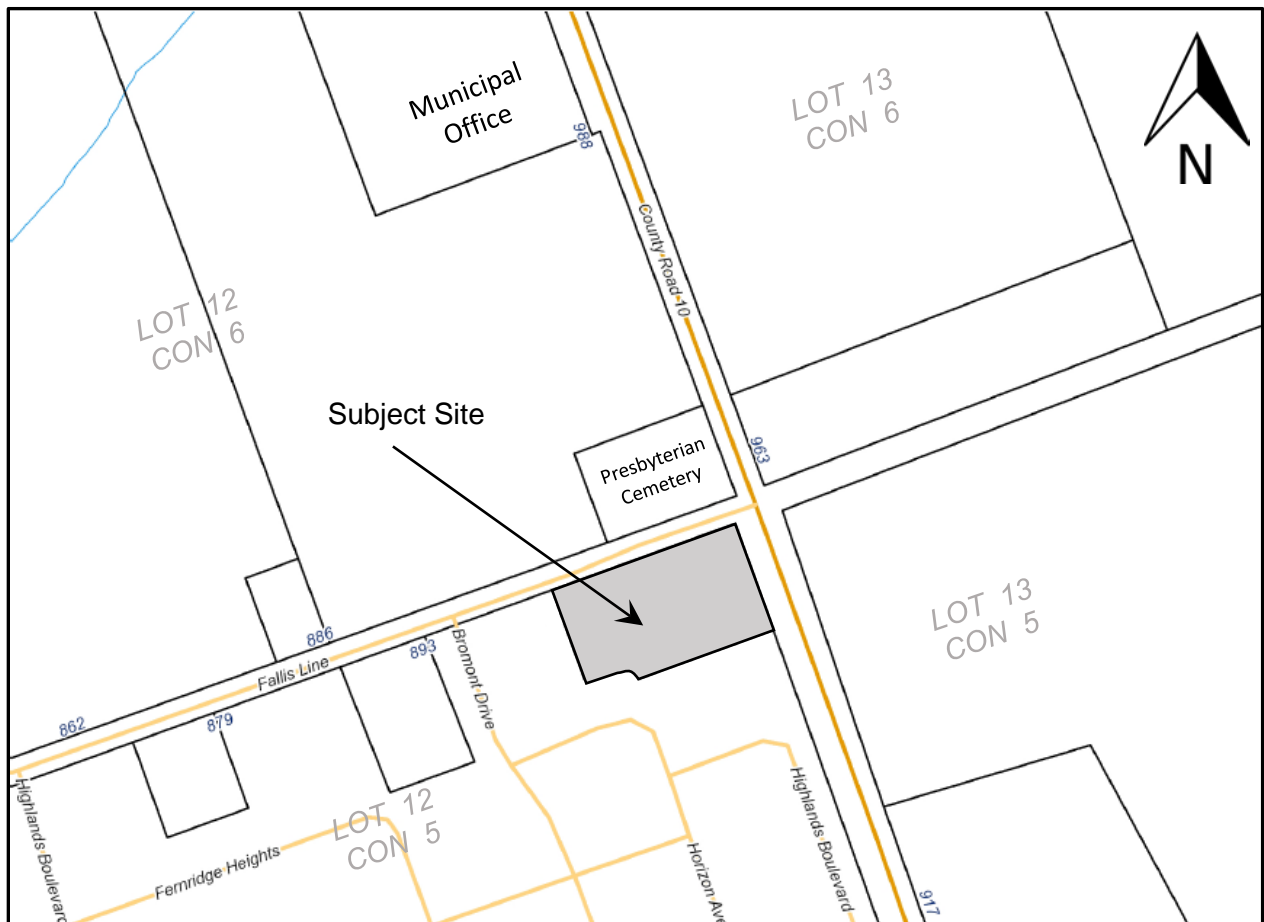 Municipal
Office
LOT 13
CON 6
988
N
County Road 10
LOT 12
CON 6
Subject Site
Presbyterian
Cemetery
963
LOT 13
CON 5
886
893
Fallis Line
Bromont Drive
862
879
Highlands Boulevard
LOT 12
CON 5
Fernridge Heights
Horizon Ave
Highlands Boulevard
917